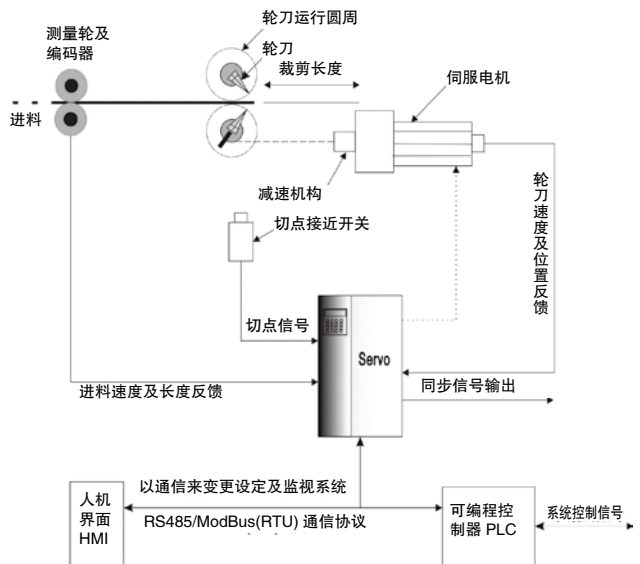 测量轮及
编码器
轮刀运行圆周
轮刀
裁剪长度
伺服电机
进料
减速机构
切点接近开关
轮刀速度及位置反馈
切点信号
Servo
进料速度及长度反馈
同步信号输出
以通信来变更设定及监视系统
人机
界面
HMI
RS485/ModBus(RTU) 通信协议
可编程控
制器 PLC
系统控制信号